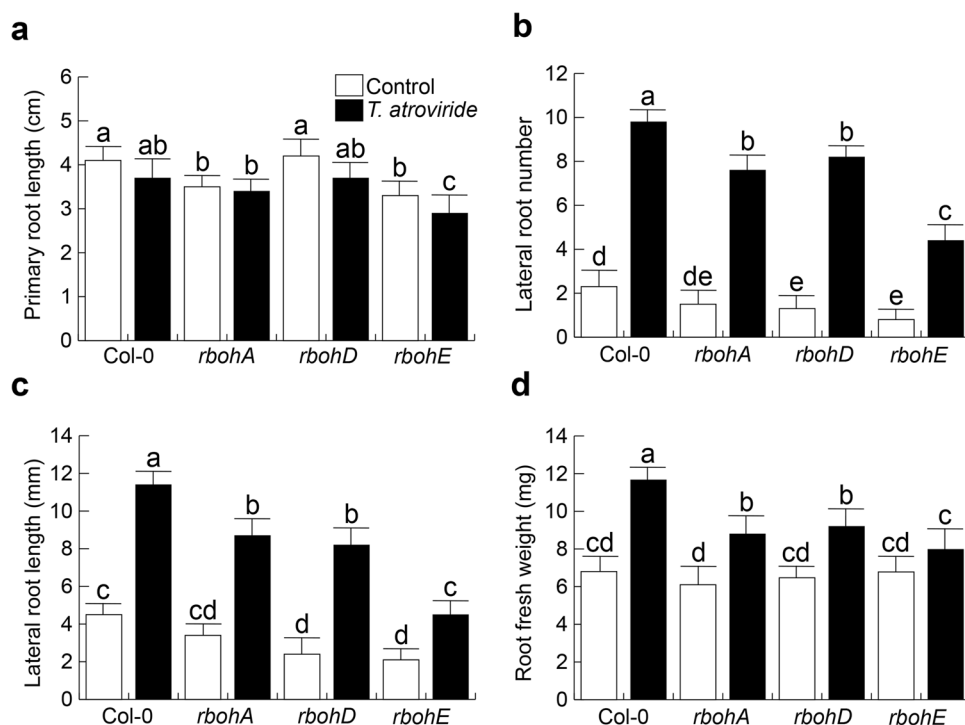 a
Primary root length (cm)
6
5
4
3
2
1
0
Control
T. atroviride
a
ab
b
b
a
ab
b
c
Col-0
rbohA
rbohD
rbohE
b
Lateral root number
12
10
8
6
4
2
0
d
a
de
b
e
b
e
c
Col-0
rbohA
rbohD
rbohE
c
Lateral root length (mm)
14
12
10
8
6
4
2
0
c
a
cd
b
d
b
d
c
Col-0
rbohA
rbohD
rbohE
d
Root fresh weight (mg)
14
12
10
8
6
4
2
0
cd
a
d
b
cd
b
cd
c
Col-0
rbohA
rbohD
rbohE